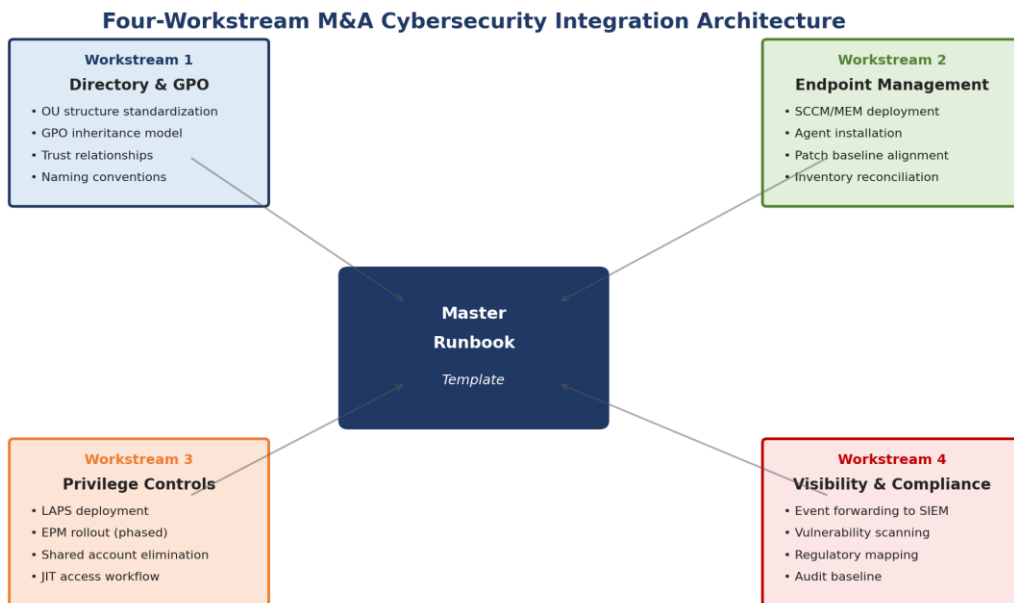 Four-Workstream M&A Cybersecurity Integration Architecture
Workstream 1
Directory & GPO
• OU structure standardization
• GPO inheritance model
• Trust relationships
• Naming conventions
Workstream 2
Endpoint Management
• SCCM/MEM deployment
• Agent installation
• Patch baseline alignment
• Inventory reconciliation
Master
Runbook
Template
Workstream 3
Privilege Controls
• LAPS deployment
• EPM rollout (phased)
• Shared account elimination
• JIT access workflow
Workstream 4
Visibility & Compliance
• Event forwarding to SIEM
• Vulnerability scanning
• Regulatory mapping
• Audit baseline